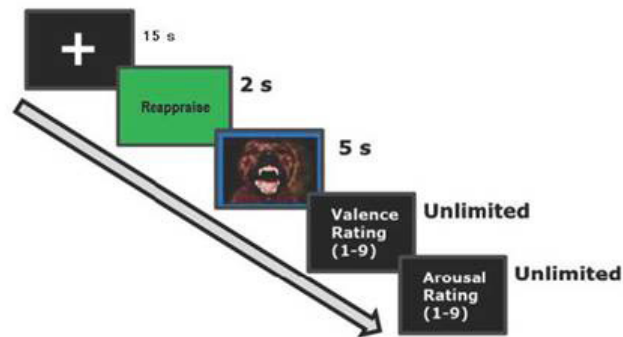 +
15 s
Reappraise
2 s
5 s
Valence
Rating
(1-9)
Unlimited
Arousal
Rating
(1-9)
Unlimited